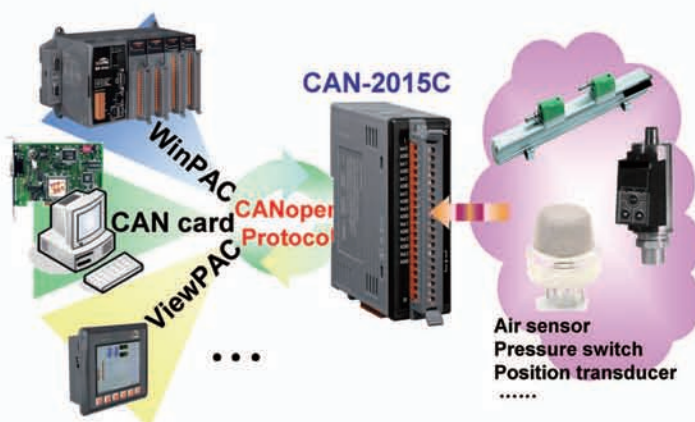 CAN-2015C
WinPAC
CAN card
CANopen
Protocol
ViewPAC
...
Air sensor
Pressure switch
Position transducer
......